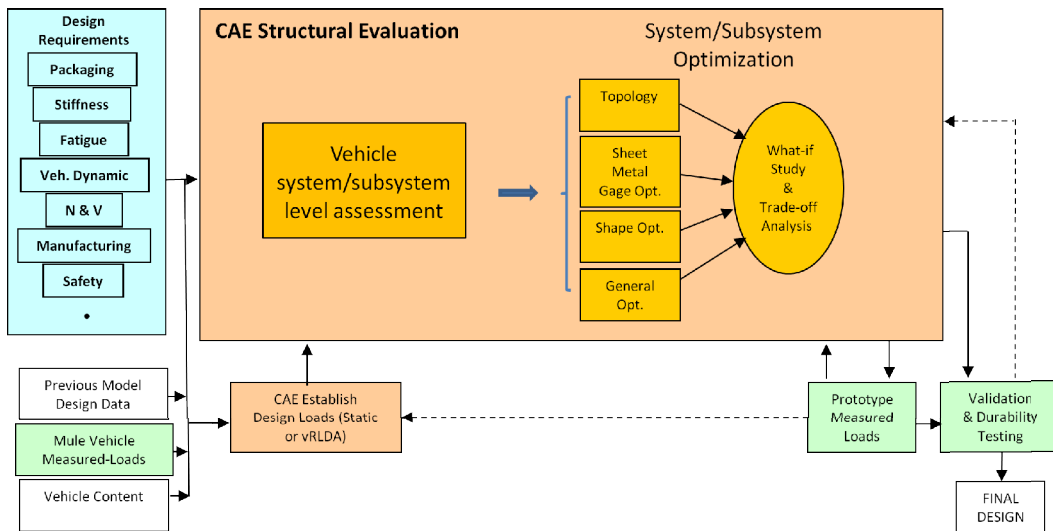 Design
Requirements
Packaging
Stiffness
Fatigue
Veh. Dynamic
N & V
Manufacturing
Safety
•
CAE Structural Evaluation
System/Subsystem
Optimization
Vehicle
system/subsystem
level assessment
Topology
Sheet
Metal
Gage Opt.
Shape Opt.
General
Opt.
What-if
Study
&
Trade-off
Analysis
Previous Model
Design Data
Mule Vehicle
Measured-Loads
Vehicle Content
CAE Establish
Design Loads (Static
or vRLDA)
Prototype
Measured
Loads
Validation
& Durability
Testing
FINAL
DESIGN